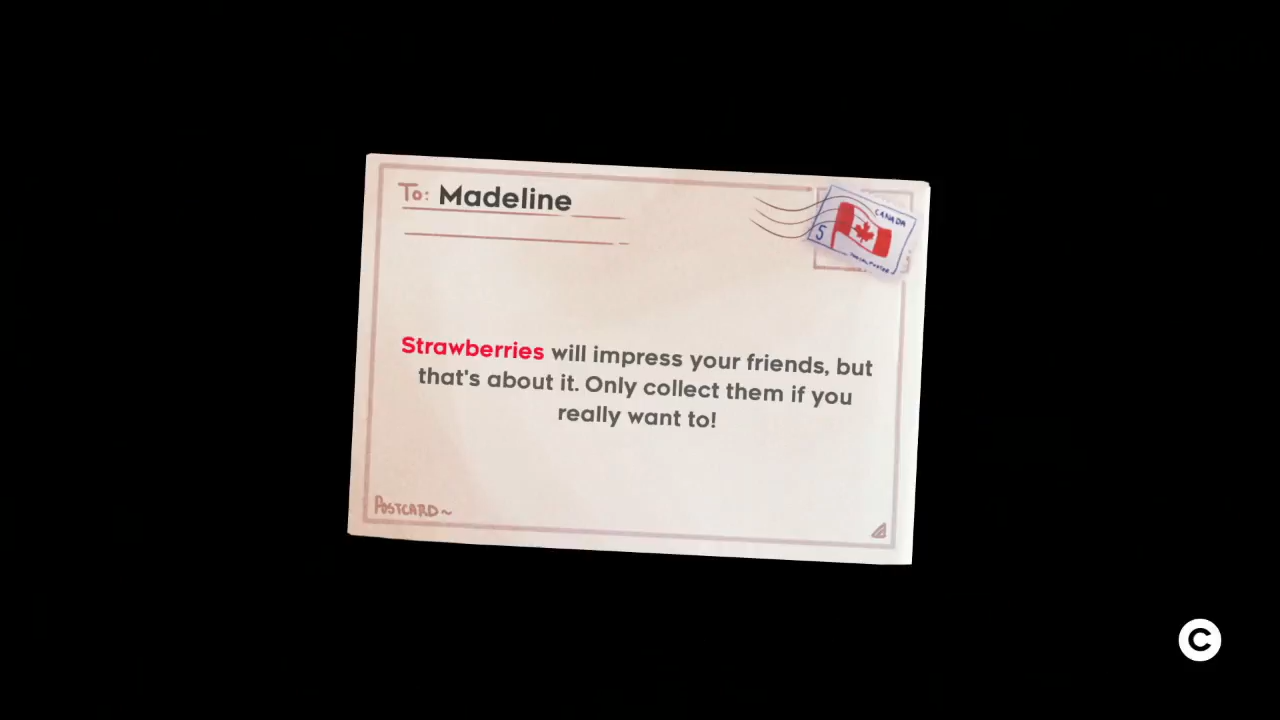 To: Madeline
CANADA
5
Strawberries will impress your friends, but
that's about it. Only collect them if you
really want to!
POSTCARD~
C